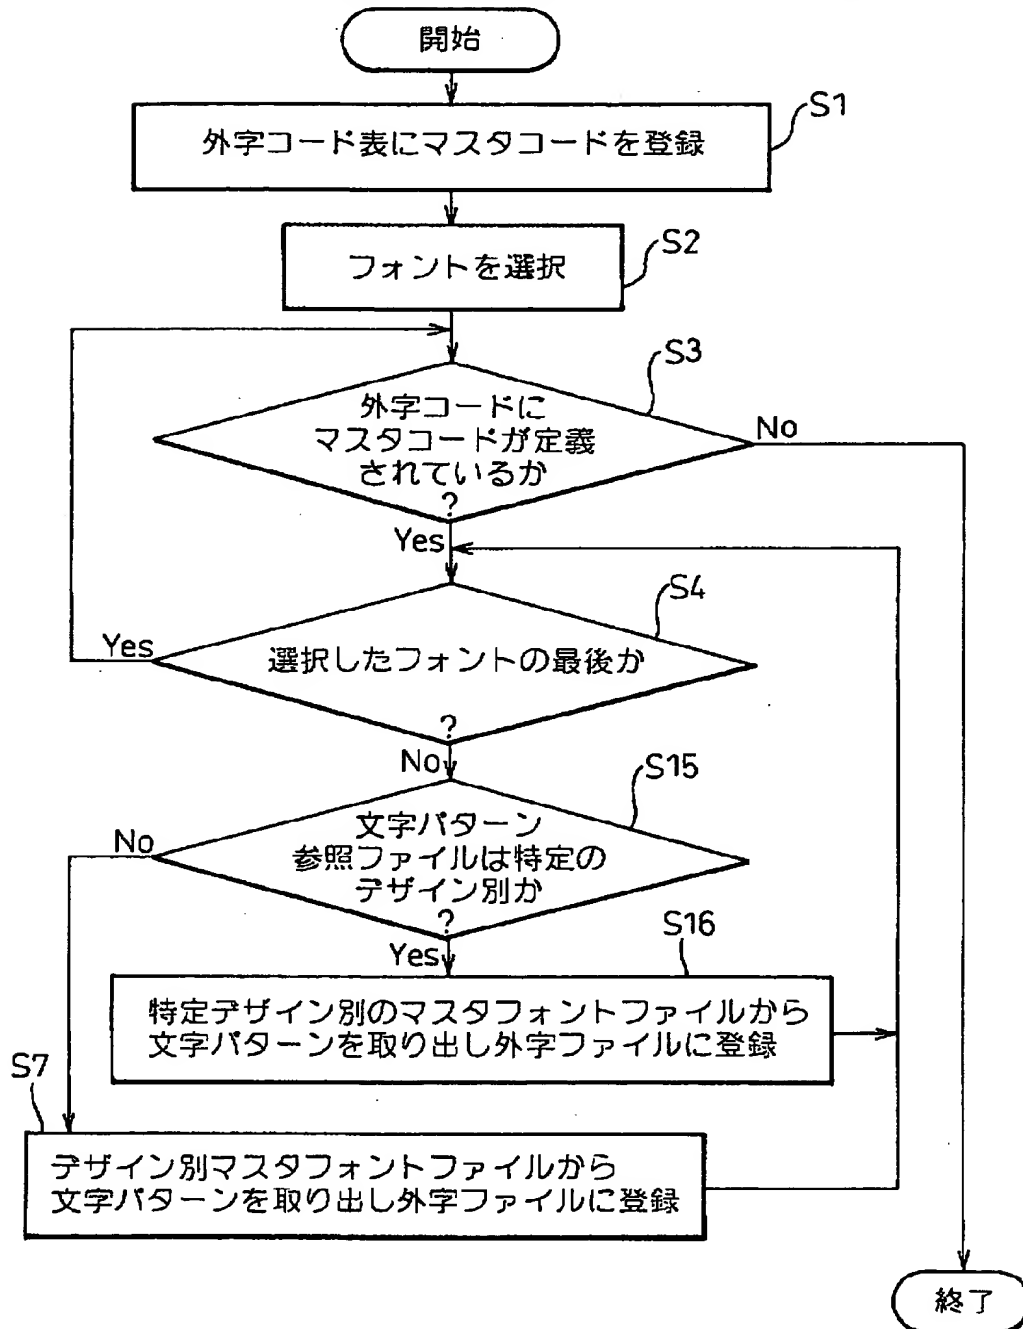 開始
S1
外字コード表にマスタコードを登録
S2
フォントを選択
S3
外字コードに
マスタコードが定義
されているか
?
No
Yes
S4
Yes
選択したフォントの最後か
?
No
S15
No
文字パターン
参照ファイルは特定の
デザイン別か
?
Yes
S16
特定デザイン別のマスタフォントファイルから
文字パターンを取り出し外字ファイルに登録
S7
デザイン別マスタフォントファイルから
文字パターンを取り出し外字ファイルに登録
終了